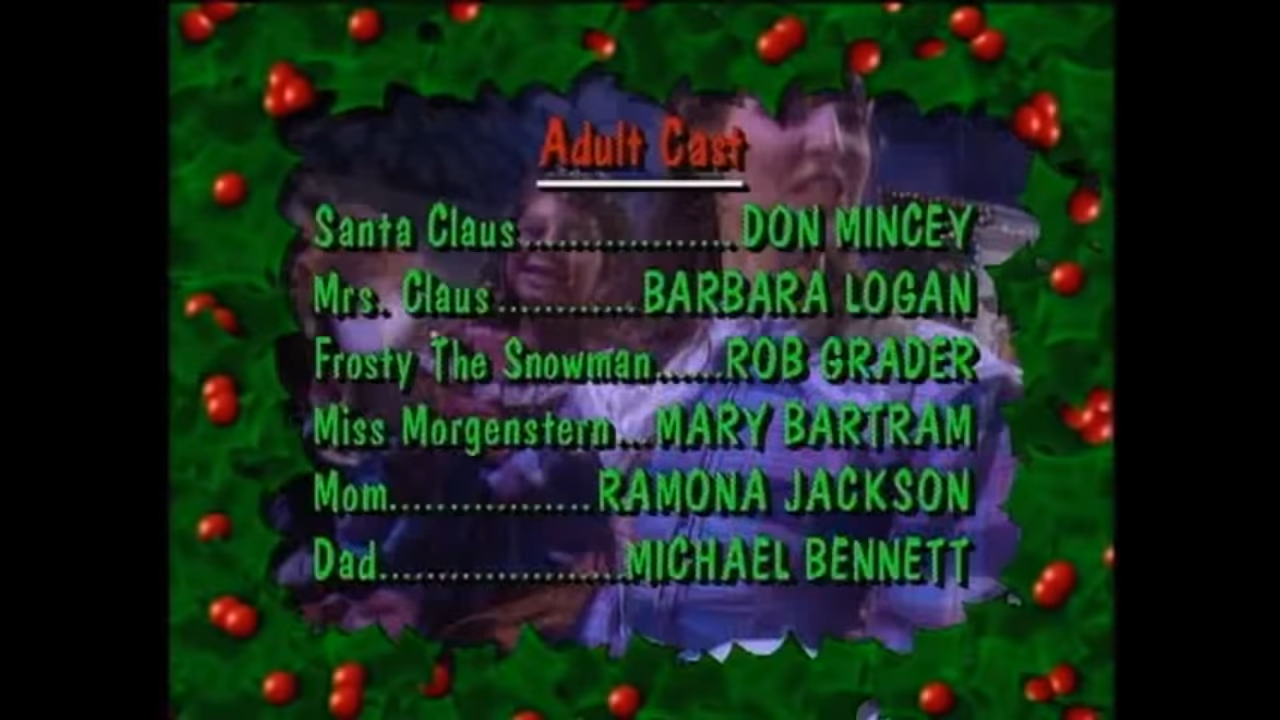 Adult Cast
Santa Claus..................DON MINCEY
Mrs. Claus............BARBARA LOGAN
Frosty The Snowman.......ROB GRADER
Miss Morgenstern...MARY BARTRAM
Mom.................RAMONA JACKSON
Dad.....................MICHAEL BENNETT